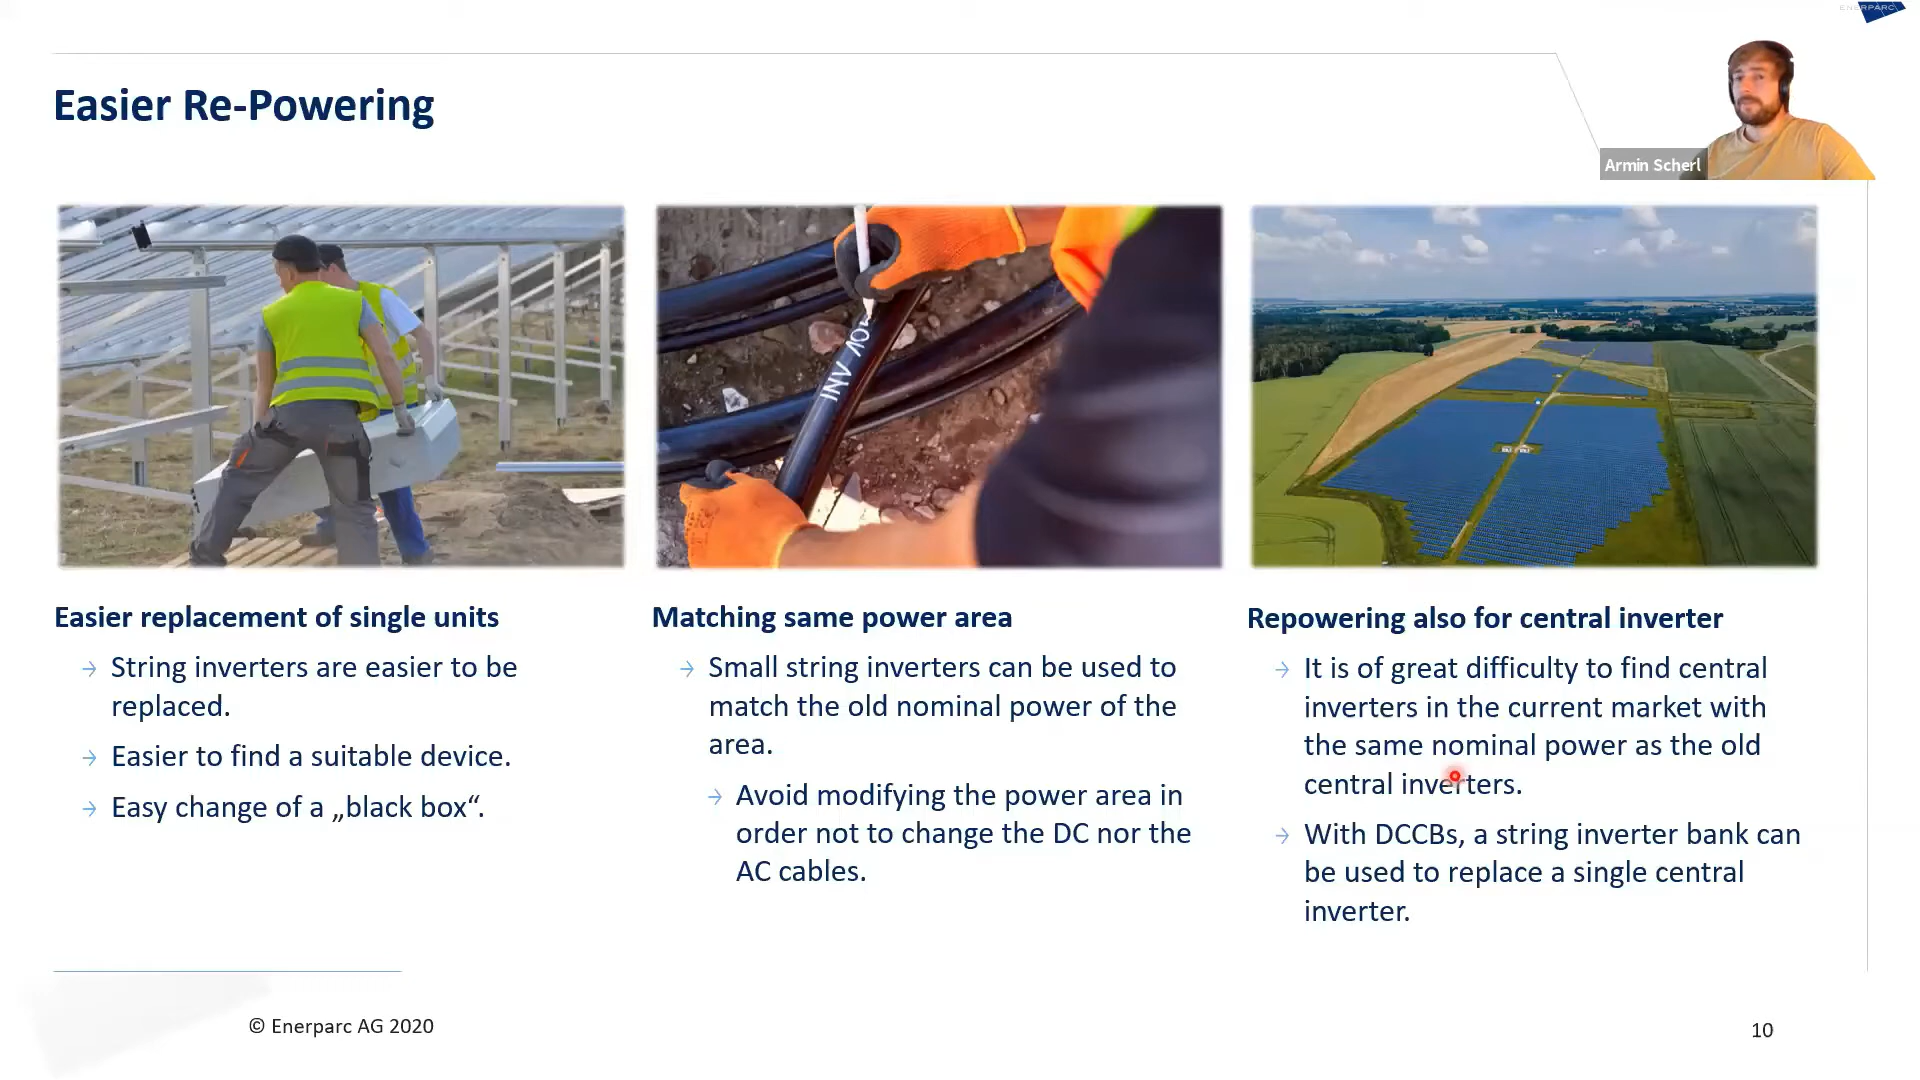 ENERPARC
Easier Re-Powering
Armin Scherl
INV
Easier replacement of single units
→ String inverters are easier to be
replaced.
→ Easier to find a suitable device.
→ Easy change of a „black box“.
Matching same power area
→ Small string inverters can be used to
match the old nominal power of the
area.
→ Avoid modifying the power area in
order not to change the DC nor the
AC cables.
Repowering also for central inverter
→ It is of great difficulty to find central
inverters in the current market with
the same nominal power as the old
central inverters.
→ With DCCBs, a string inverter bank can
be used to replace a single central
inverter.
© Enerparc AG 2020
10